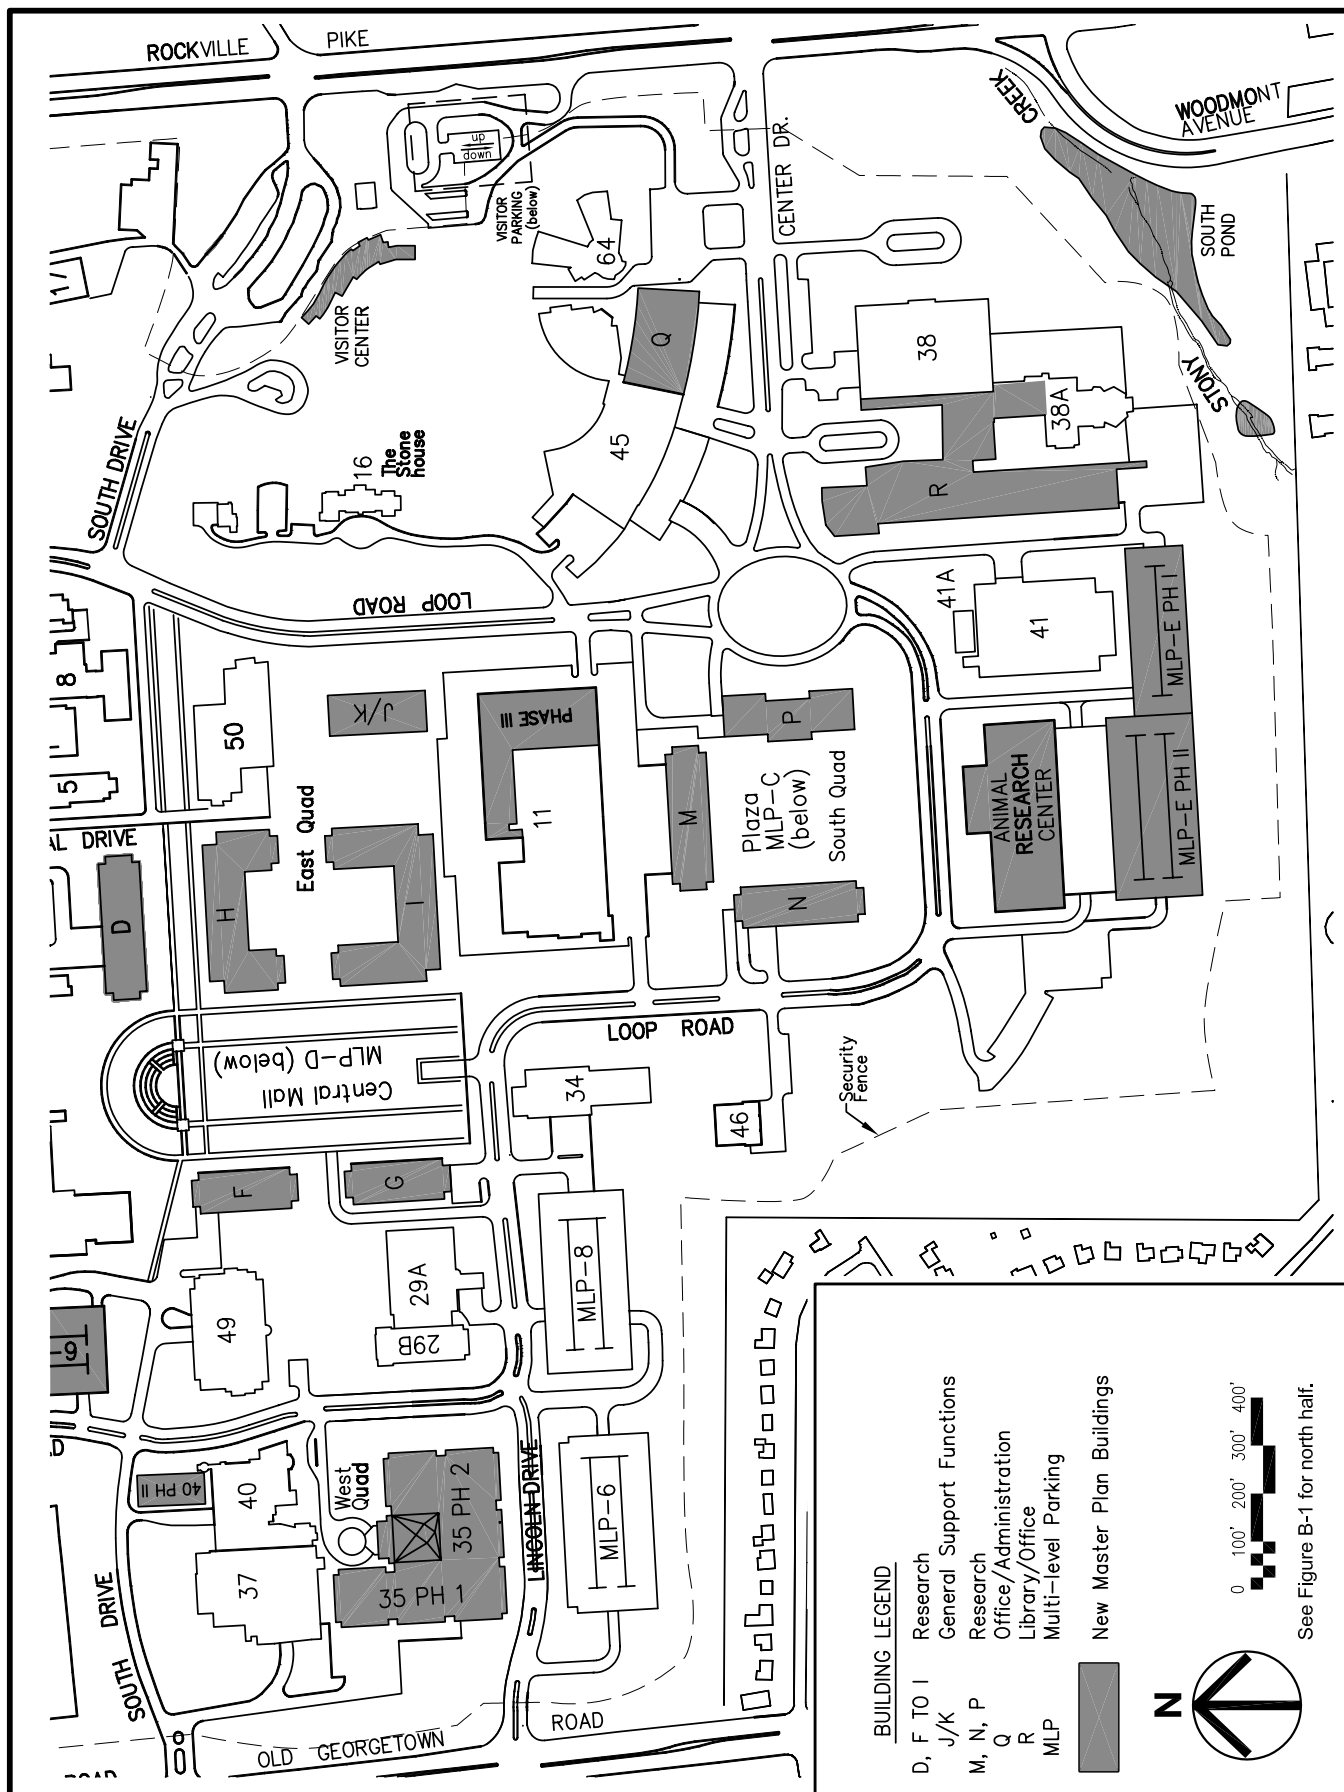 ROCKVILLE PIKE
WOODMONT
AVENUE
CREEK
up
down
VISITOR
PARKING
(below)
CENTER DR.
SOUTH
POND
64
17
VISITOR
CENTER
Q
38
STONY
38A
SOUTH DRIVE
16
The
Stone
house
45
R
LOOP ROAD
41A
41
MLP-E PH I
8
50
J/K
PHASE III
P
5
East Quad
11
M
Plaza
MLP-C
(below)
South Quad
ANIMAL
RESEARCH
CENTER
MLP-E PH II
AL DRIVE
D
H
I
N
Central Mall
MLP-D (below)
LOOP ROAD
34
46
Security
Fence
F
G
49
29A
29B
MLP-8
9-
40 PH II
40
West
Quad
35 PH 2
LINCOLN DRIVE
MLP-6
37
35 PH 1
SOUTH DRIVE
OLD GEORGETOWN ROAD
ROAD
BUILDING LEGEND
D, F TO I Research
J/K General Support Functions
M, N, P Research
Q Office/Administration
R Library/Office
MLP Multi-level Parking
New Master Plan Buildings
N
0 100' 200' 300' 400'
See Figure B-1 for north half.